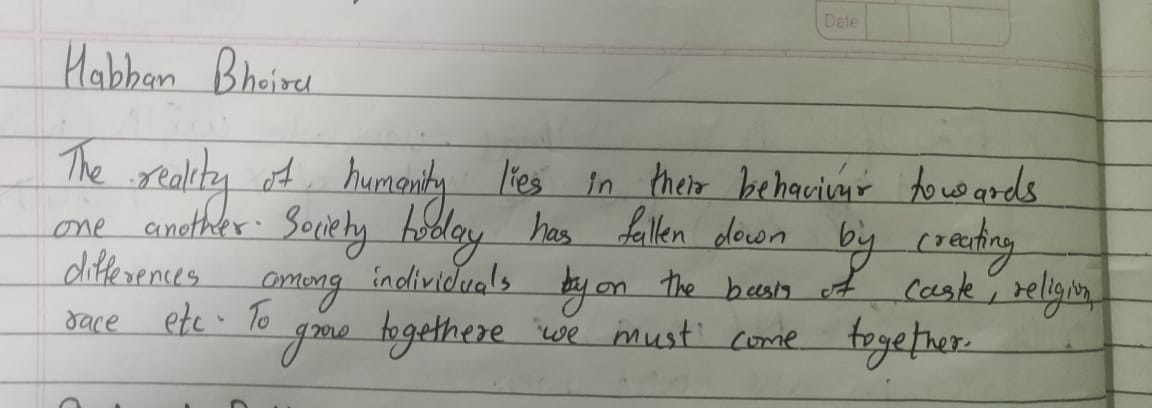 Date
Habban Bhoira
The reality of humanity lies in their behaviour towards
one another. Society today has fallen down by creating
differences among individuals by on the basis of caste, religion,
race etc. To grow togethere we must come together.